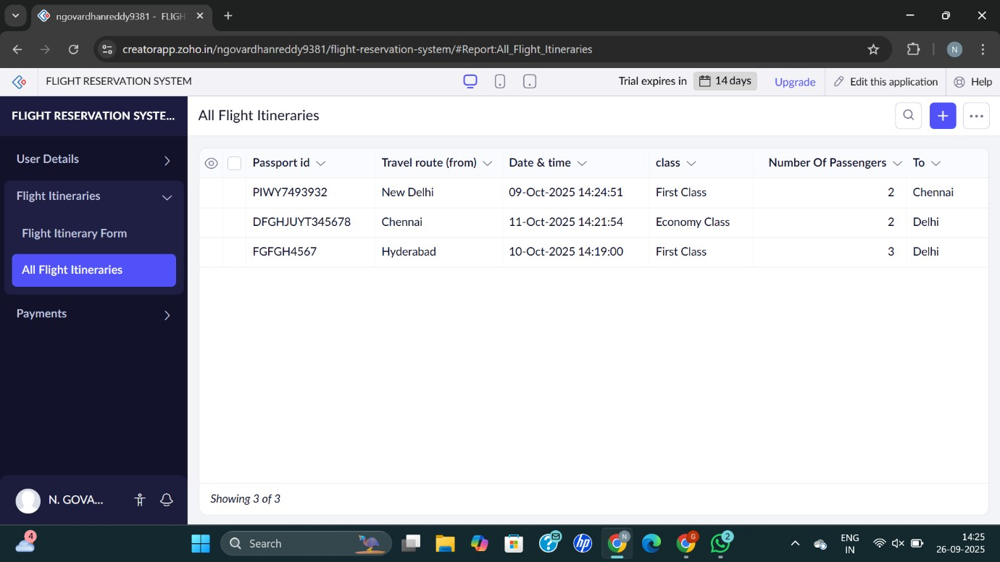 ngovardhanreddy9381 - FLIGH
creatorapp.zoho.in/ngovardhanreddy9381/flight-reservation-system/#Report:All_Flight_Itineraries
N
FLIGHT RESERVATION SYSTEM
Trial expires in 14 days Upgrade Edit this application Help
FLIGHT RESERVATION SYSTE...
User Details
Flight Itineraries
Flight Itinerary Form
All Flight Itineraries
Payments
N. GOVA...
All Flight Itineraries
Passport id Travel route (from) Date & time class Number Of Passengers To
PIWY7493932 New Delhi 09-Oct-2025 14:24:51 First Class 2 Chennai
DFGHJUYT345678 Chennai 11-Oct-2025 14:21:54 Economy Class 2 Delhi
FGFGH4567 Hyderabad 10-Oct-2025 14:19:00 First Class 3 Delhi
Showing 3 of 3
4
Search
hp
N
G
2
ENG
IN
14:25
26-09-2025